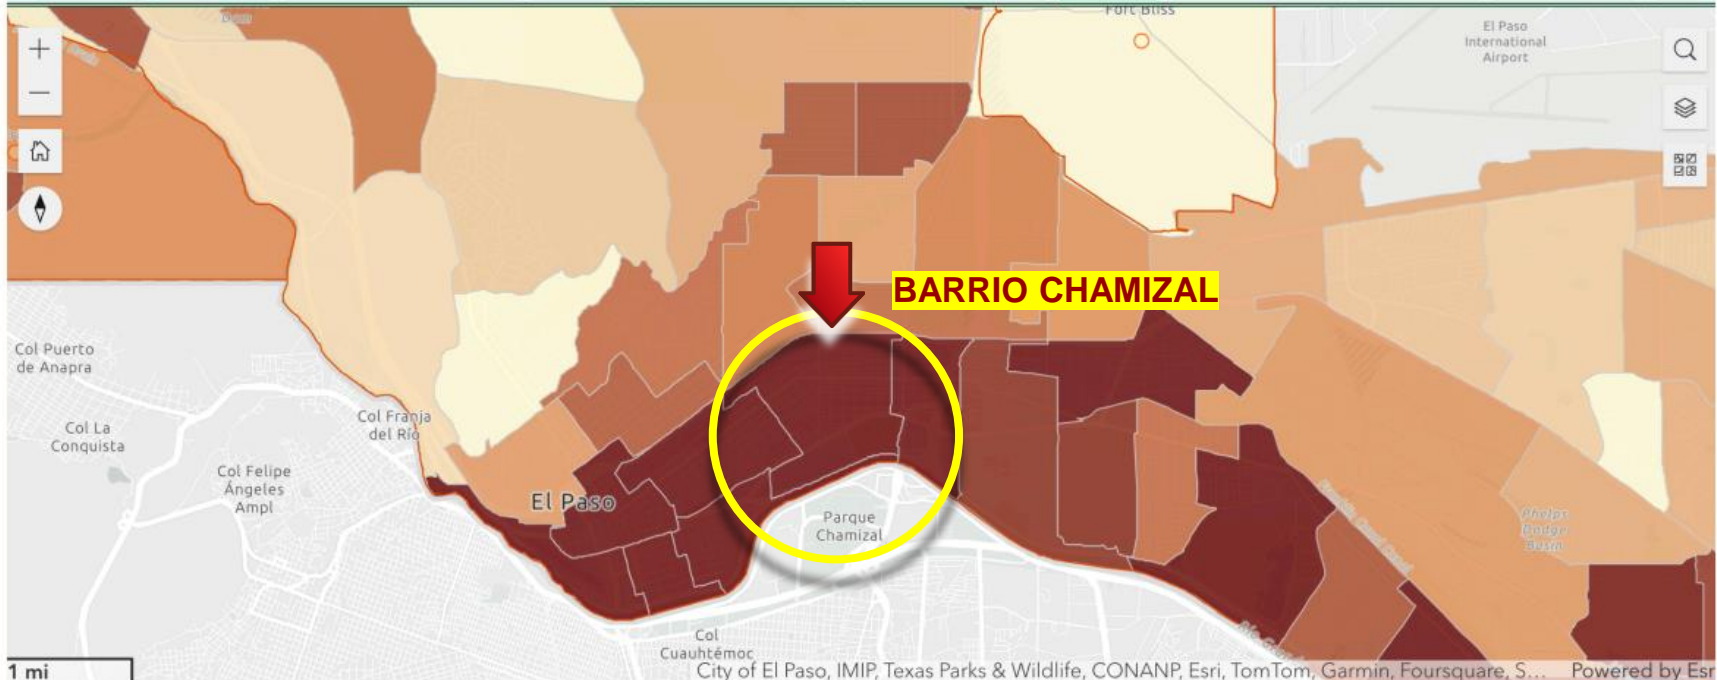 Fort Bliss
El Paso
International
Airport
BARRIO CHAMIZAL
Col Puerto
de Anapra
Col La
Conquista
Col Franja
del Río
Col Felipe
Ángeles
Ampl
El Paso
Parque
Chamizal
Phelps
Dodge
Basin
Col
Cuauhtémoc
1 mi
City of El Paso, IMIP, Texas Parks & Wildlife, CONANP, Esri, TomTom, Garmin, Foursquare, S...
Powered by Esr